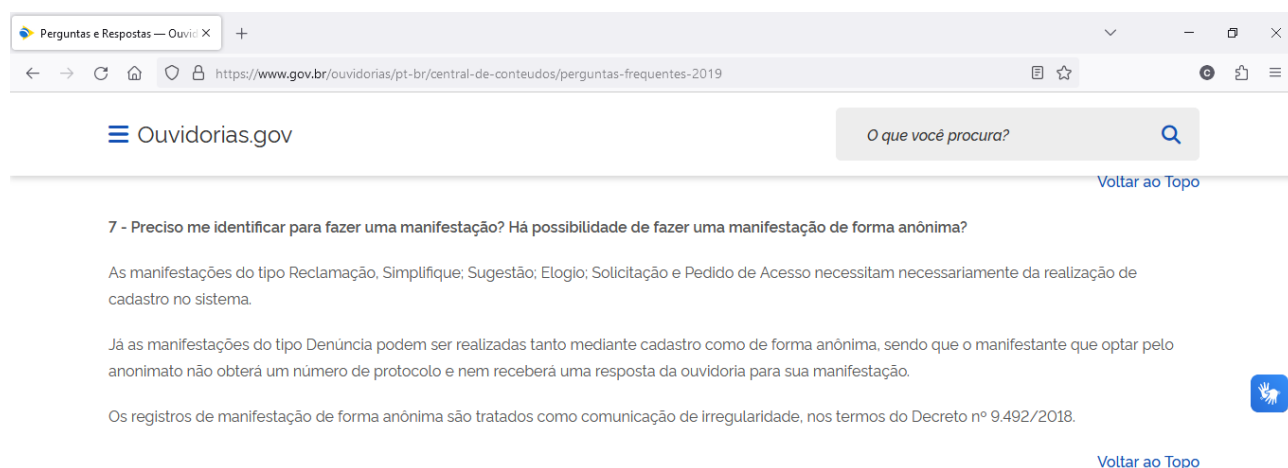 Perguntas e Respostas — Ouvid
https://www.gov.br/ouvidorias/pt-br/central-de-conteudos/perguntas-frequentes-2019
C
Ouvidorias.gov
O que você procura?
Voltar ao Topo
7 - Preciso me identificar para fazer uma manifestação? Há possibilidade de fazer uma manifestação de forma anônima?
As manifestações do tipo Reclamação, Simplifique; Sugestão; Elogio; Solicitação e Pedido de Acesso necessitam necessariamente da realização de
cadastro no sistema.
Já as manifestações do tipo Denúncia podem ser realizadas tanto mediante cadastro como de forma anônima, sendo que o manifestante que optar pelo
anonimato não obterá um número de protocolo e nem receberá uma resposta da ouvidoria para sua manifestação.
Os registros de manifestação de forma anônima são tratados como comunicação de irregularidade, nos termos do Decreto nº 9.492/2018.
Voltar ao Topo